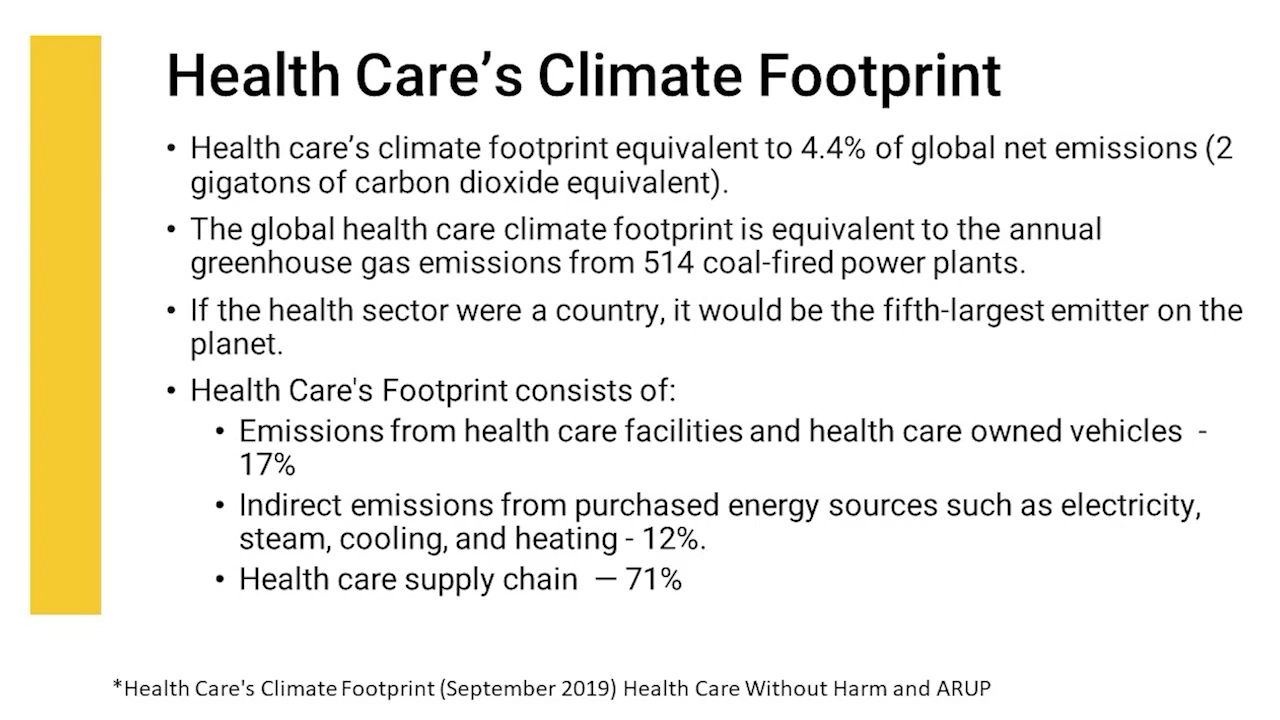 Health Care’s Climate Footprint
• Health care’s climate footprint equivalent to 4.4% of global net emissions (2
gigatons of carbon dioxide equivalent).
• The global health care climate footprint is equivalent to the annual
greenhouse gas emissions from 514 coal-fired power plants.
• If the health sector were a country, it would be the fifth-largest emitter on the
planet.
• Health Care's Footprint consists of:
• Emissions from health care facilities and health care owned vehicles -
17%
• Indirect emissions from purchased energy sources such as electricity,
steam, cooling, and heating - 12%.
• Health care supply chain — 71%
*Health Care's Climate Footprint (September 2019) Health Care Without Harm and ARUP